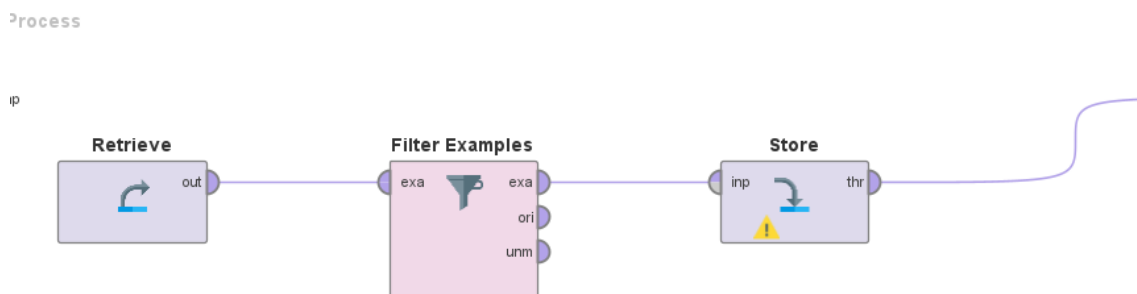 Process
Retrieve
Filter Examples
Store
out
exa
exa
inp
thr
ori
unm